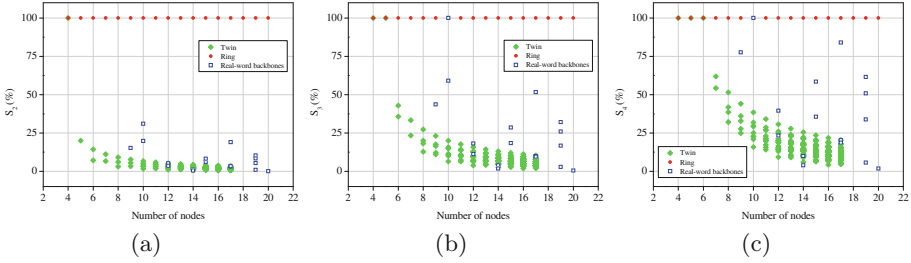 100
75
50
25
0
S2 (%)
Twin
Ring
Real-word backbones
2 4 6 8 10 12 14 16 18 20 22
Number of nodes
(a)
100
75
50
25
0
S3 (%)
Twin
Ring
Real-word backbones
2 4 6 8 10 12 14 16 18 20 22
Number of nodes
(b)
100
75
50
25
0
S4 (%)
Twin
Ring
Real-word backbones
2 4 6 8 10 12 14 16 18 20 22
Number of nodes
(c)